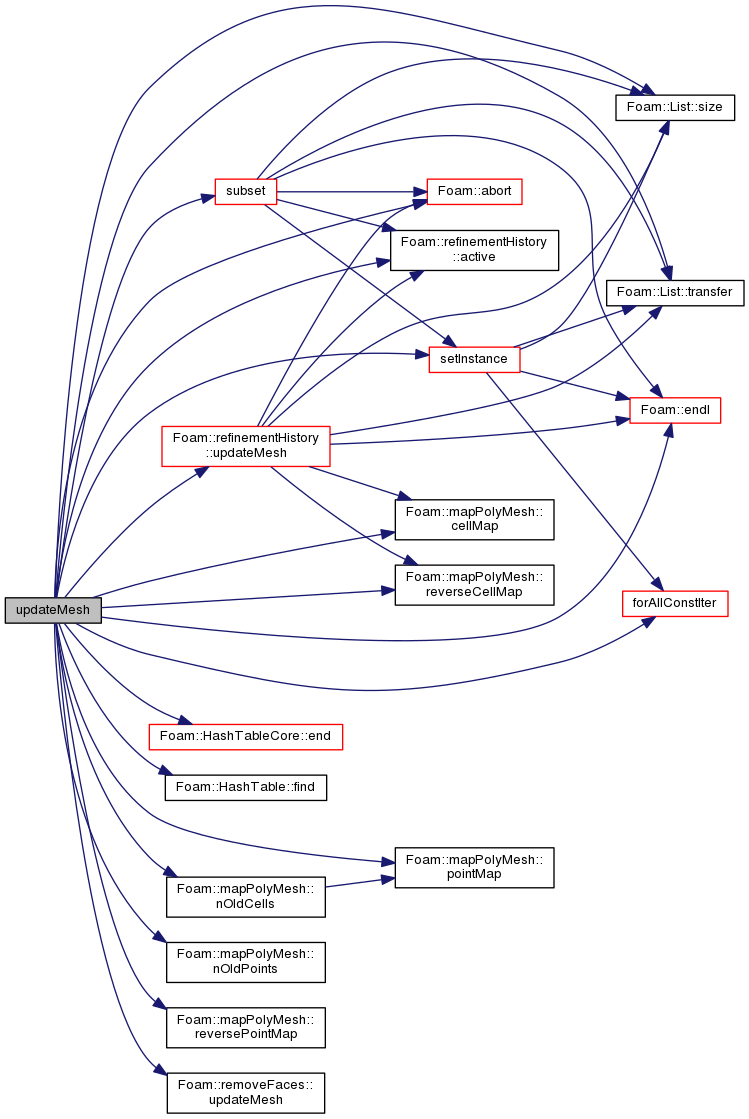 Foam::List::size
subset
Foam::abort
Foam::refinementHistory
::active
Foam::List::transfer
setInstance
Foam::endl
Foam::refinementHistory
::updateMesh
Foam::mapPolyMesh::
cellMap
Foam::mapPolyMesh::
reverseCellMap
updateMesh
forAllConstIter
Foam::HashTableCore::end
Foam::HashTable::find
Foam::mapPolyMesh::
pointMap
Foam::mapPolyMesh::
nOldCells
Foam::mapPolyMesh::
nOldPoints
Foam::mapPolyMesh::
reversePointMap
Foam::removeFaces::
updateMesh